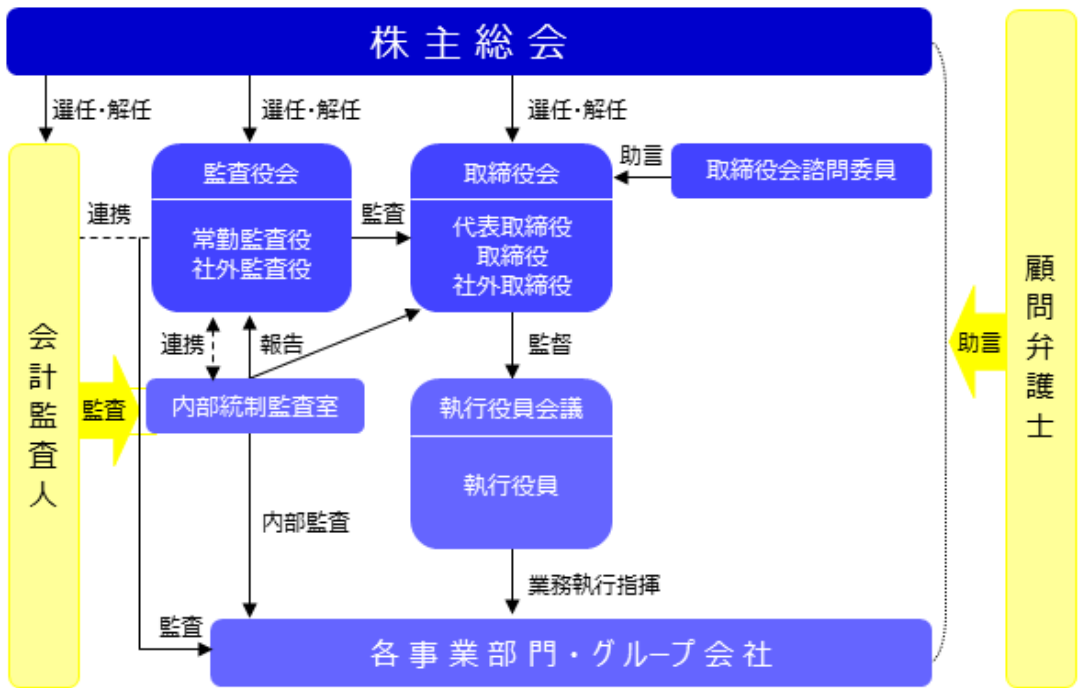 株主総会
選任・解任
選任・解任
選任・解任
監査役会
常勤監査役
社外監査役
取締役会
代表取締役
取締役
社外取締役
助言
取締役会諮問委員
連携
監査
会計監査人
連携
報告
監督
助言
顧問弁護士
監査
内部統制監査室
執行役員会議
執行役員
内部監査
業務執行指揮
監査
各事業部門・グループ会社